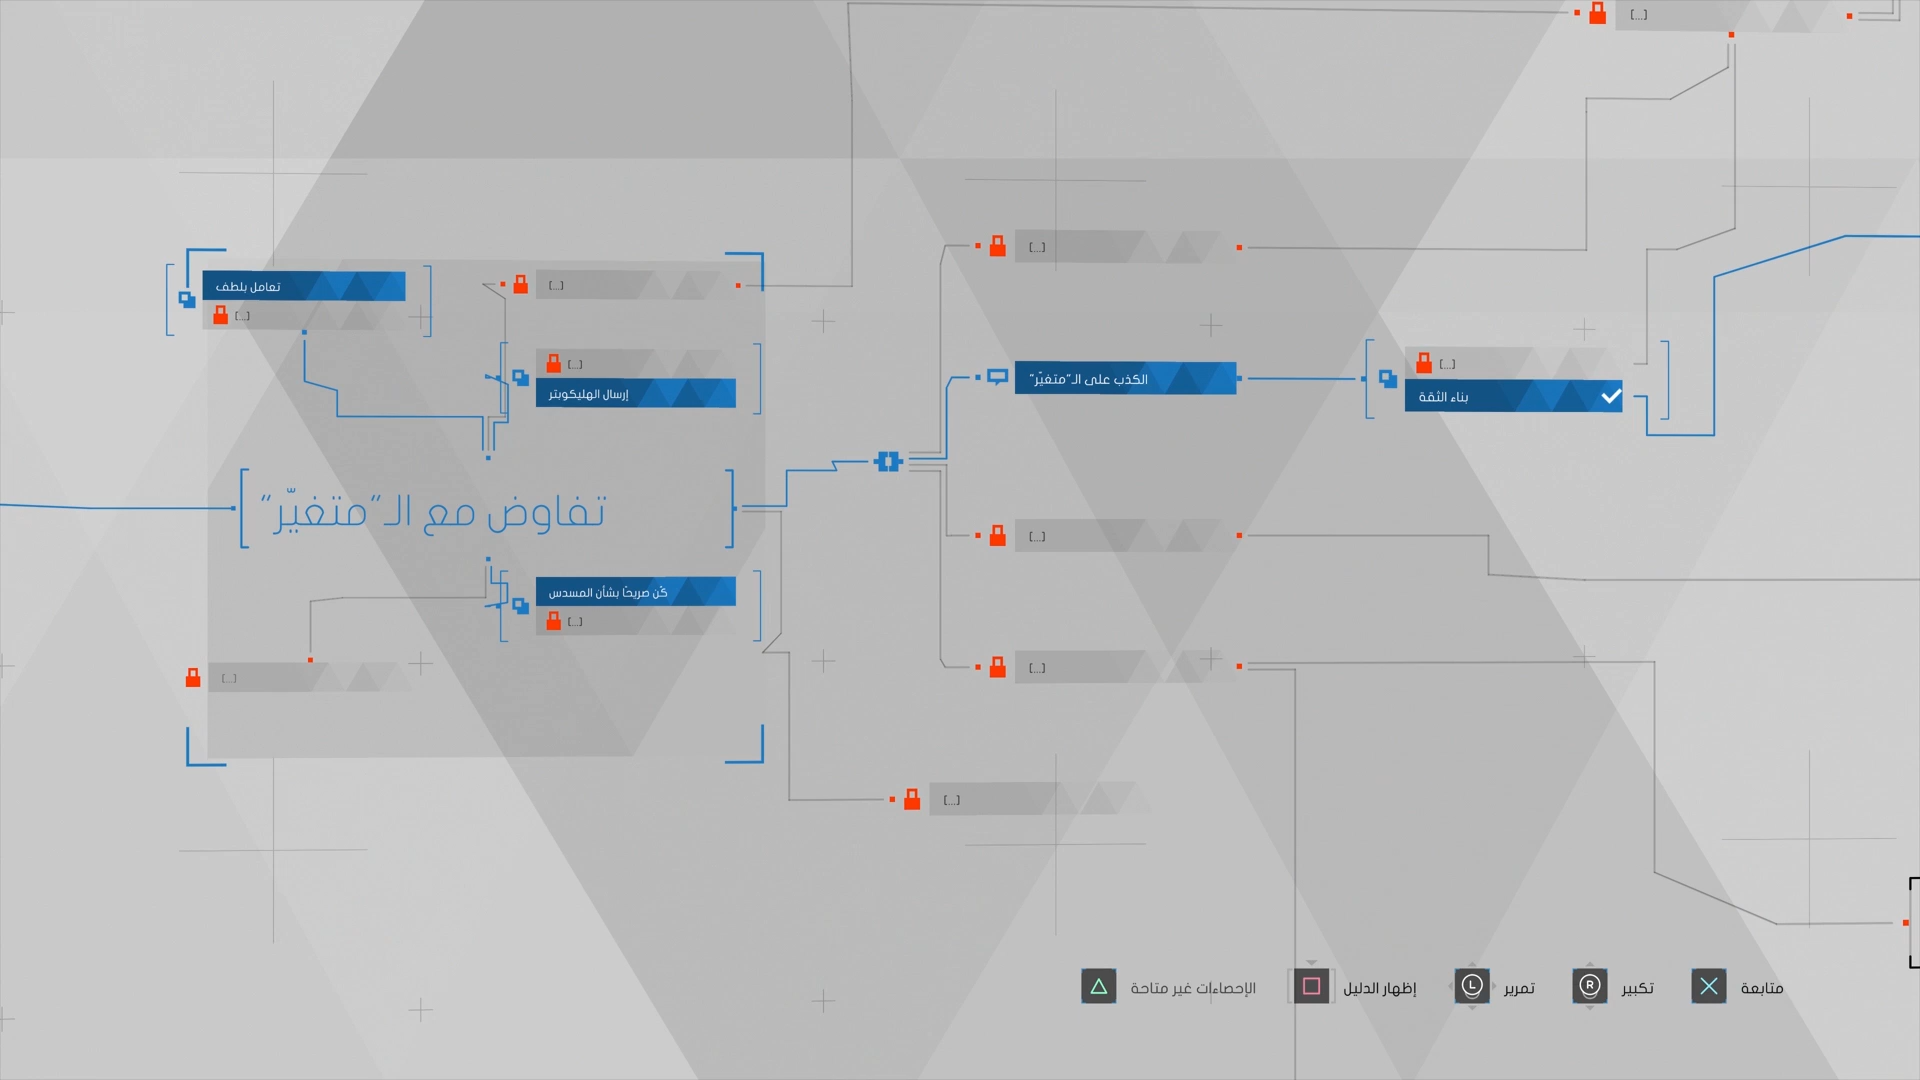 [...]
[...]
تعامل بلطف
[...]
[...]
[...]
إرسال الهليكوبتر
الكذب على الـ"متغيّر"
[...]
بناء الثقة
تفاوض مع الـ"متغيّر"
[...]
كُن صريحًا بشأن المسدس
[...]
[...]
[...]
[...]
متابعة
تكبير
R
تمرير
L
إظهار الدليل
الإحصاءات غير متاحة